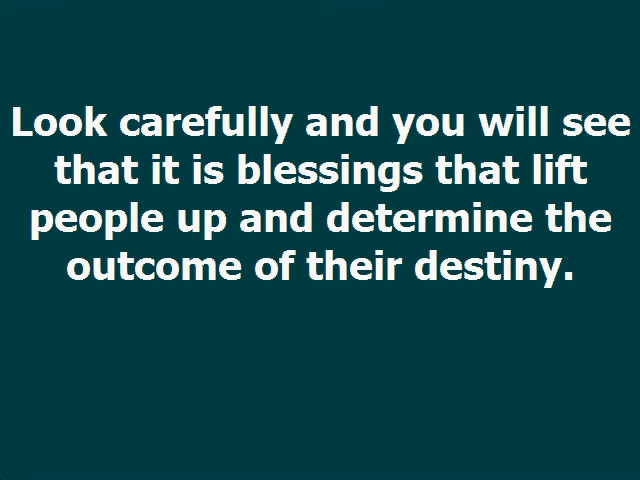 Look carefully and you will see
that it is blessings that lift
people up and determine the
outcome of their destiny.